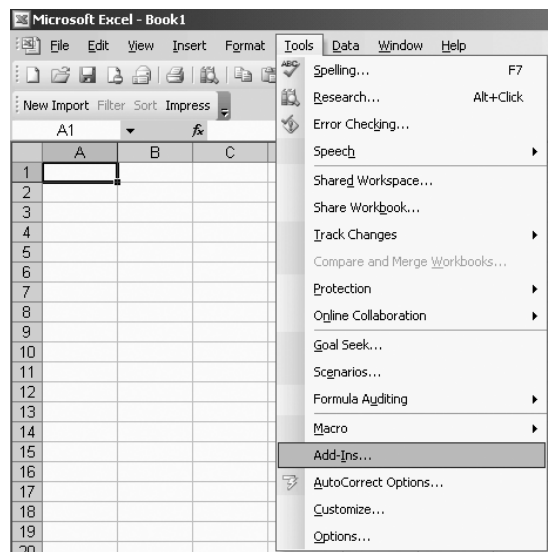 Microsoft Excel - Book1
File Edit View Insert Format Tools Data Window Help
New Import Filter Sort Impress
A1 fx
A B C
1
2
3
4
5
6
7
8
9
10
11
12
13
14
15
16
17
18
19
20
ABC Spelling... F7
Research... Alt+Click
Error Checking...
Speech
Shared Workspace...
Share Workbook...
Track Changes
Compare and Merge Workbooks...
Protection
Online Collaboration
Goal Seek...
Scenarios...
Formula Auditing
Macro
Add-Ins...
AutoCorrect Options...
Customize...
Options...